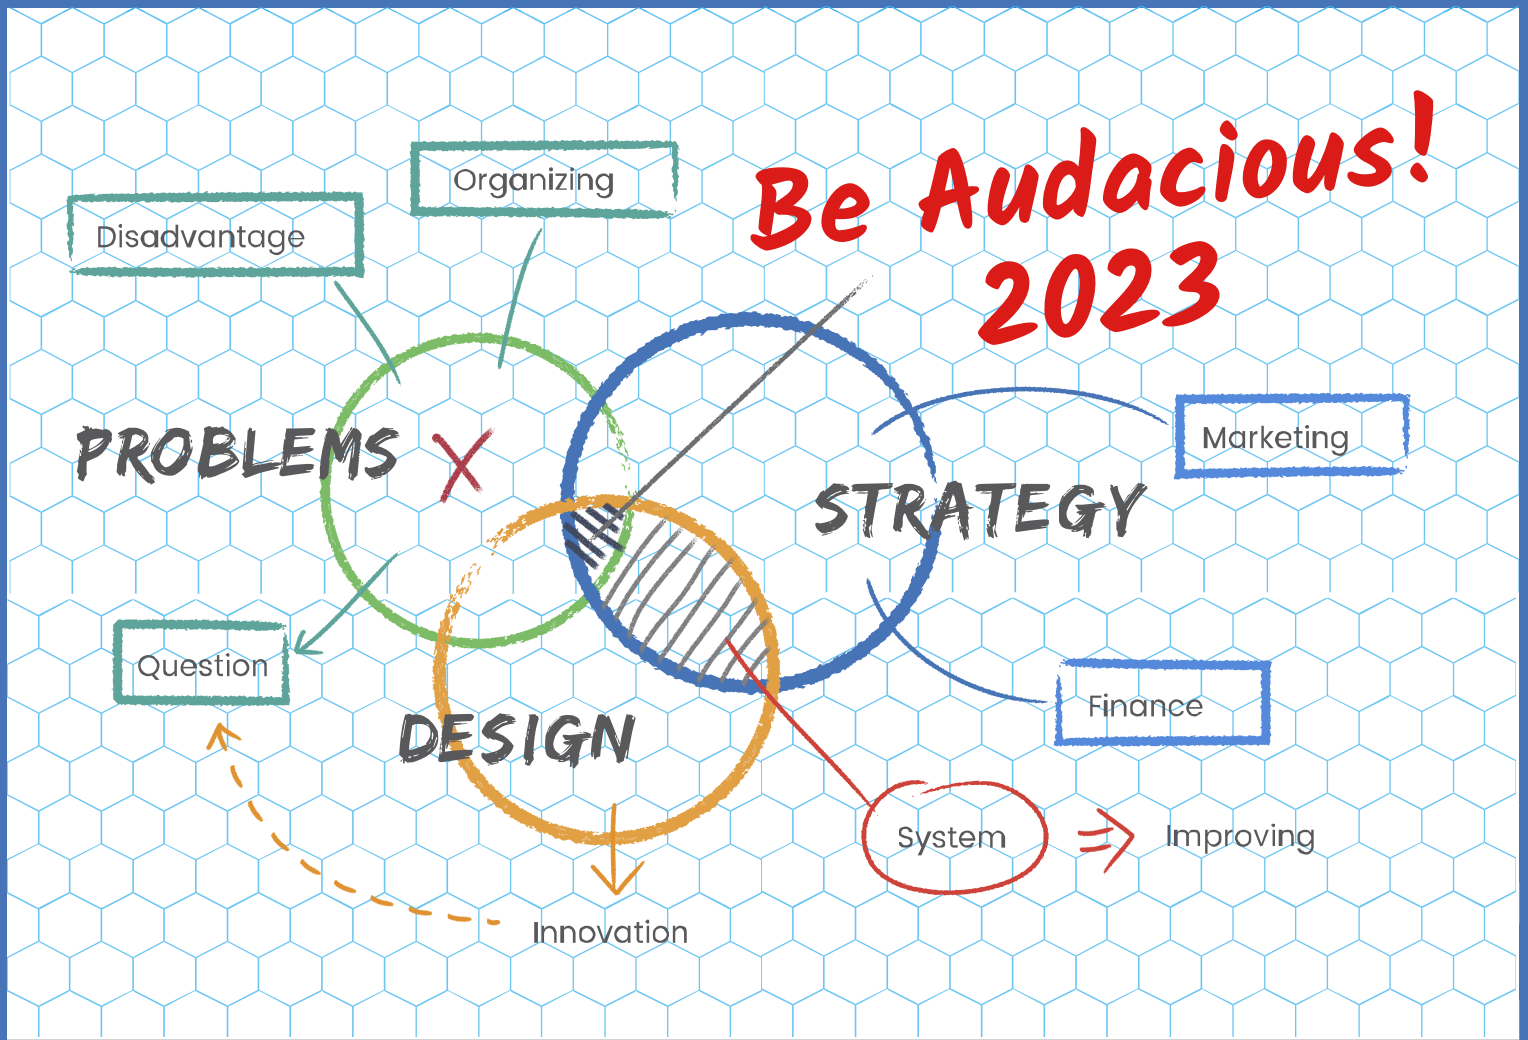 Be Audacious!
2023
Organizing
Disadvantage
PROBLEMS
X
STRATEGY
Marketing
Question
DESIGN
Finance
System
Improving
Innovation